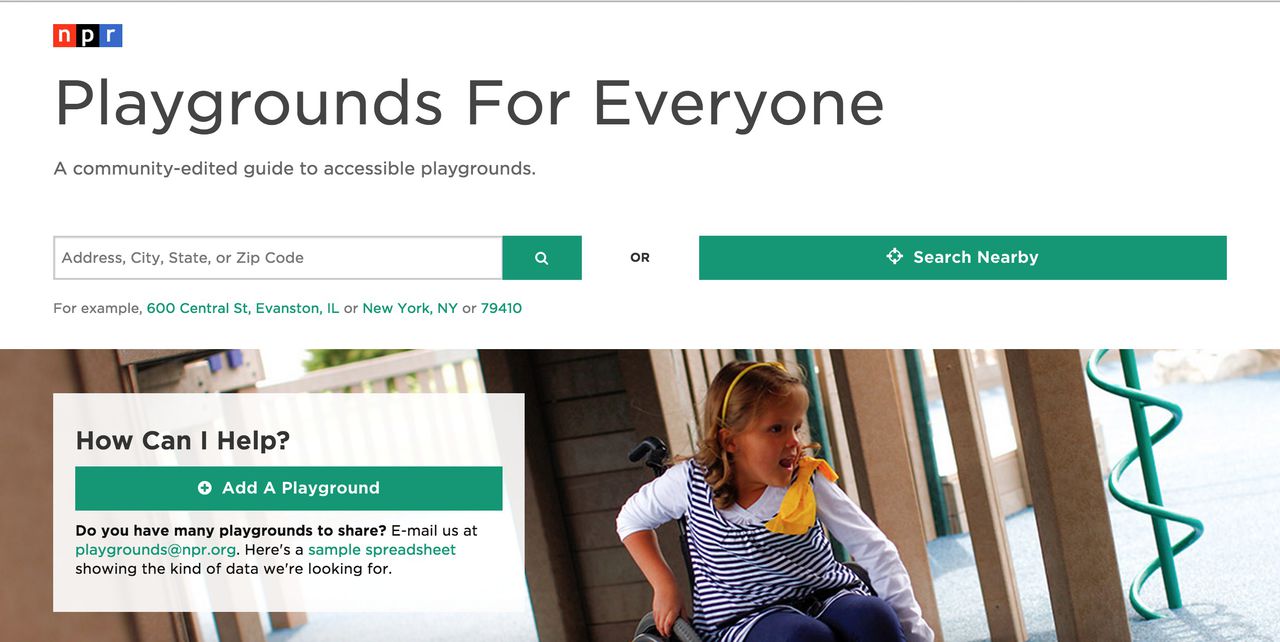 npr
Playgrounds For Everyone
A community-edited guide to accessible playgrounds.
Address, City, State, or Zip Code
OR
Search Nearby
For example, 600 Central St, Evanston, IL or New York, NY or 79410
How Can I Help?
Add A Playground
Do you have many playgrounds to share? E-mail us at
playgrounds@npr.org. Here's a sample spreadsheet
showing the kind of data we're looking for.